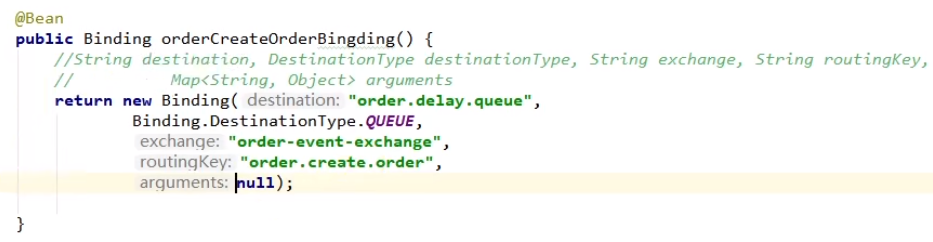 @Bean
public Binding orderCreateOrderBingding() {
//String destination, DestinationType destinationType, String exchange, String routingKey,
// Map<String, Object> arguments
return new Binding( destination: "order.delay.queue",
Binding.DestinationType.QUEUE,
exchange: "order-event-exchange",
routingKey: "order.create.order",
arguments: null);
}